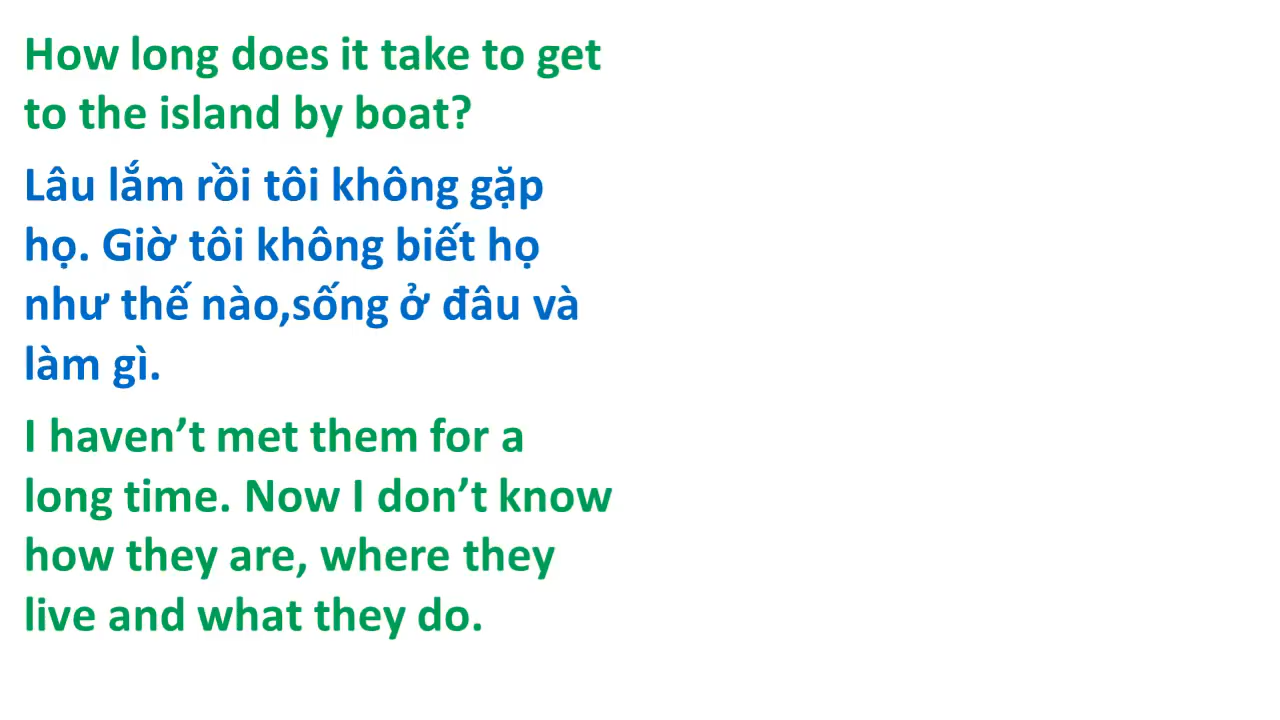 How long does it take to get
to the island by boat?
Lâu lắm rồi tôi không gặp
họ. Giờ tôi không biết họ
như thế nào,sống ở đâu và
làm gì.
I haven’t met them for a
long time. Now I don’t know
how they are, where they
live and what they do.